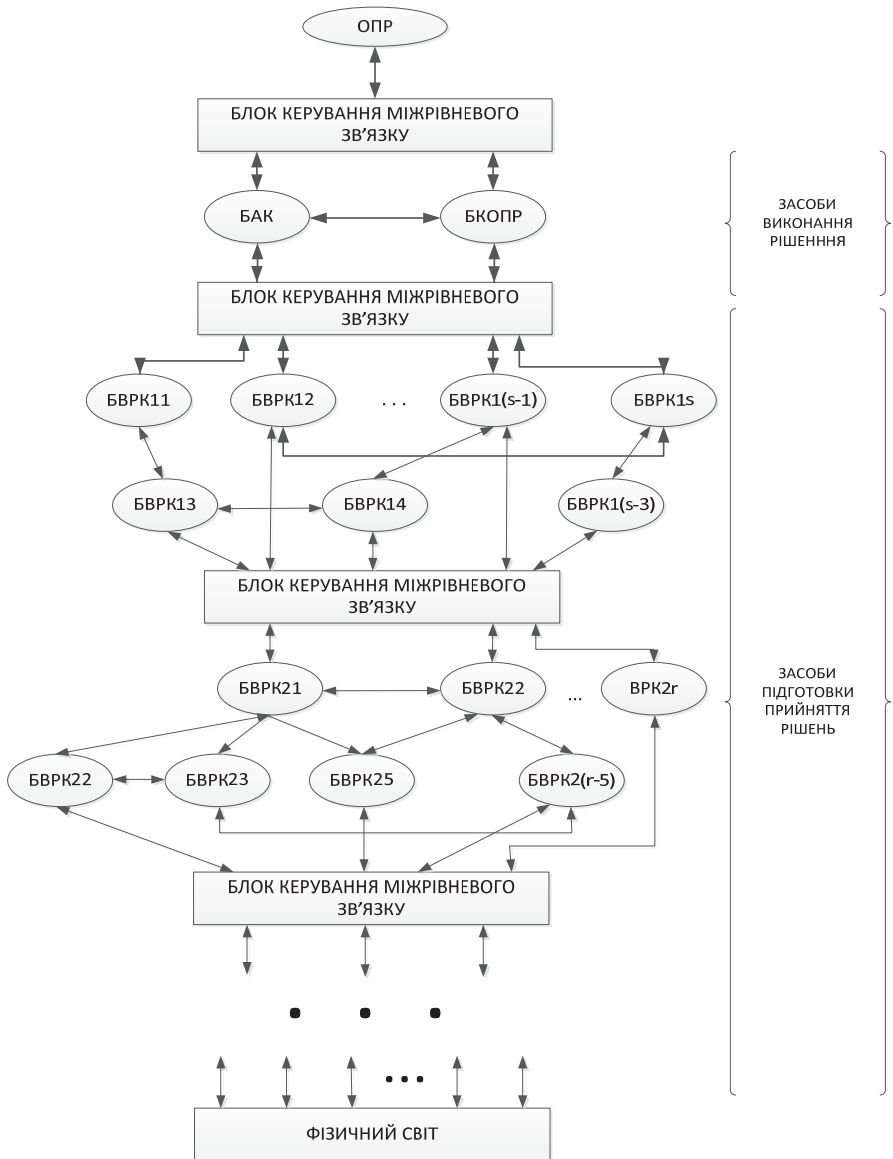 ОПР
БЛОК КЕРУВАННЯ МІЖРІВНЕВОГО
ЗВ’ЯЗКУ
БАК
БКОПР
ЗАСОБИ
ВИКОНАННЯ
РІШЕНННЯ
БЛОК КЕРУВАННЯ МІЖРІВНЕВОГО
ЗВ’ЯЗКУ
БВРК11
БВРК12
. . .
БВРК1(s-1)
БВРК1s
БВРК13
БВРК14
БВРК1(s-3)
БЛОК КЕРУВАННЯ МІЖРІВНЕВОГО
ЗВ’ЯЗКУ
БВРК21
БВРК22
...
ВРК2r
ЗАСОБИ
ПІДГОТОВКИ
ПРИЙНЯТТЯ
РІШЕНЬ
БВРК22
БВРК23
БВРК25
БВРК2(r-5)
БЛОК КЕРУВАННЯ МІЖРІВНЕВОГО
ЗВ’ЯЗКУ
. . .
...
ФІЗИЧНИЙ СВІТ